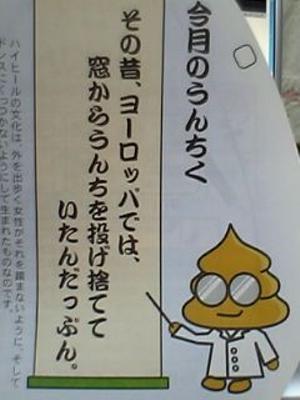 今月のうんちく
その昔、ヨーロッパでは、
窓からうんちを投げ捨てて
いたんだっぷん。
ハイヒールの文化は、外を出歩く女性がそれを踏まないように、そして
ドレスにくっつかないようにして生まれたものなのです。